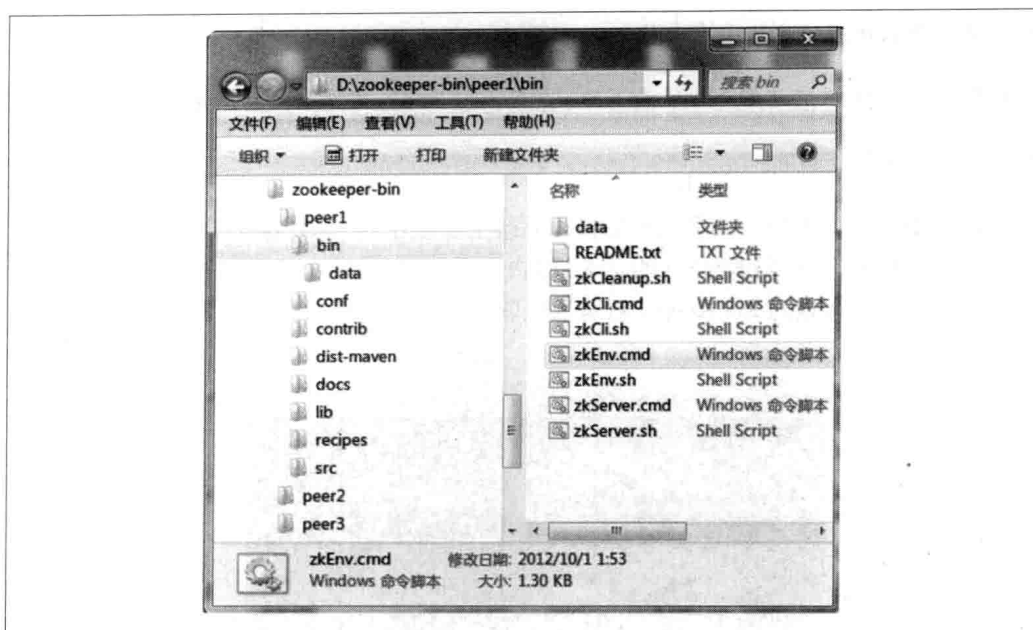 D:\zookeeper-bin\peer1\bin
搜索 bin
文件(F) 编辑(E) 查看(V) 工具(T) 帮助(H)
组织 打开 打印 新建文件夹
zookeeper-bin
peer1
bin
data
conf
contrib
dist-maven
docs
lib
recipes
src
peer2
peer3
名称 类型
data 文件夹
README.txt TXT 文件
zkCleanup.sh Shell Script
zkCli.cmd Windows 命令脚本
zkCli.sh Shell Script
zkEnv.cmd Windows 命令脚本
zkEnv.sh Shell Script
zkServer.cmd Windows 命令脚本
zkServer.sh Shell Script
zkEnv.cmd 修改日期: 2012/10/1 1:53
Windows 命令脚本 大小: 1.30 KB